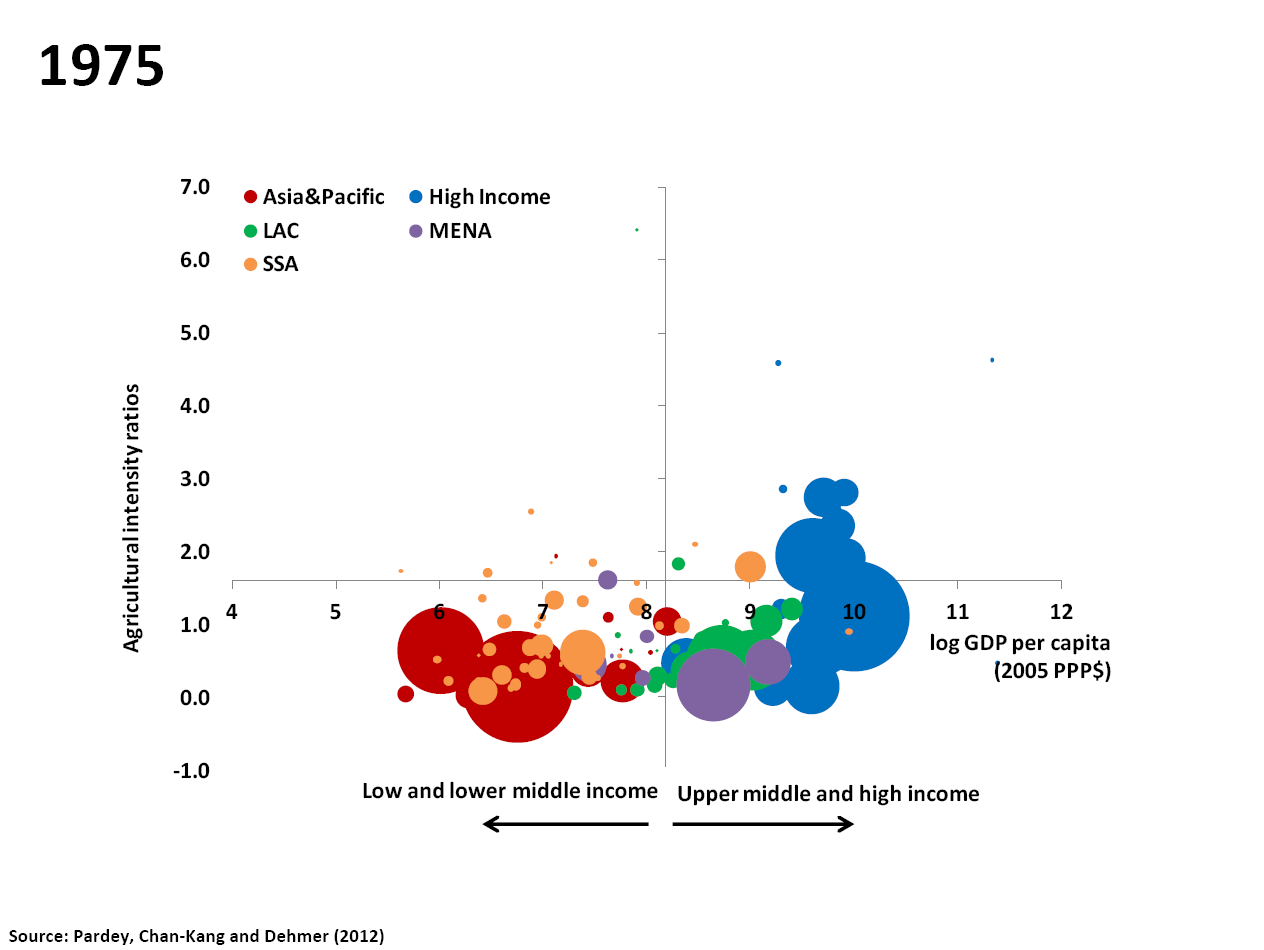 1975
7.0
Asia&Pacific
High Income
LAC
MENA
6.0
SSA
5.0
4.0
3.0
2.0
1.0
0.0
-1.0
Agricultural intensity ratios
4 5 6 7 8 9 10 11 12
log GDP per capita
(2005 PPP$)
Low and lower middle income
Upper middle and high income
Source: Pardey, Chan-Kang and Dehmer (2012)